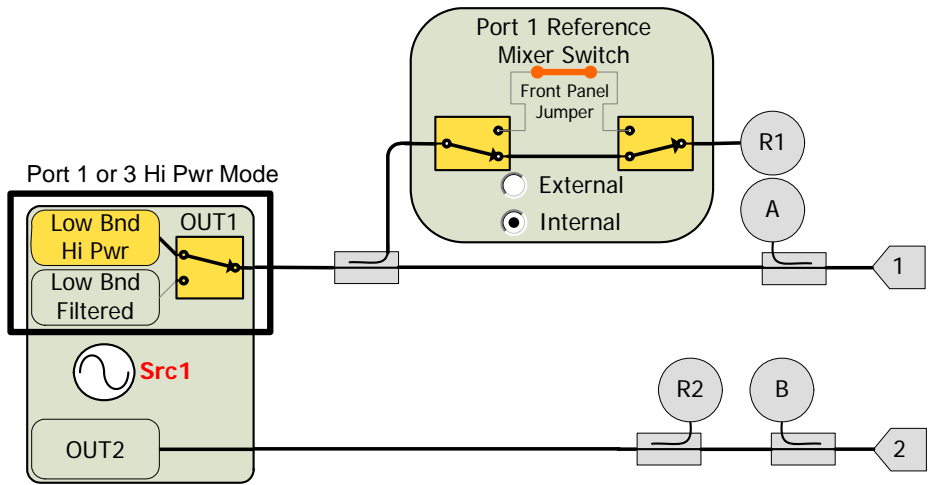 Port 1 Reference
Mixer Switch
Front Panel
Jumper
R1
External
Internal
A
Port 1 or 3 Hi Pwr Mode
Low Bnd
Hi Pwr
OUT1
Low Bnd
Filtered
1
Src1
R2
B
OUT2
2